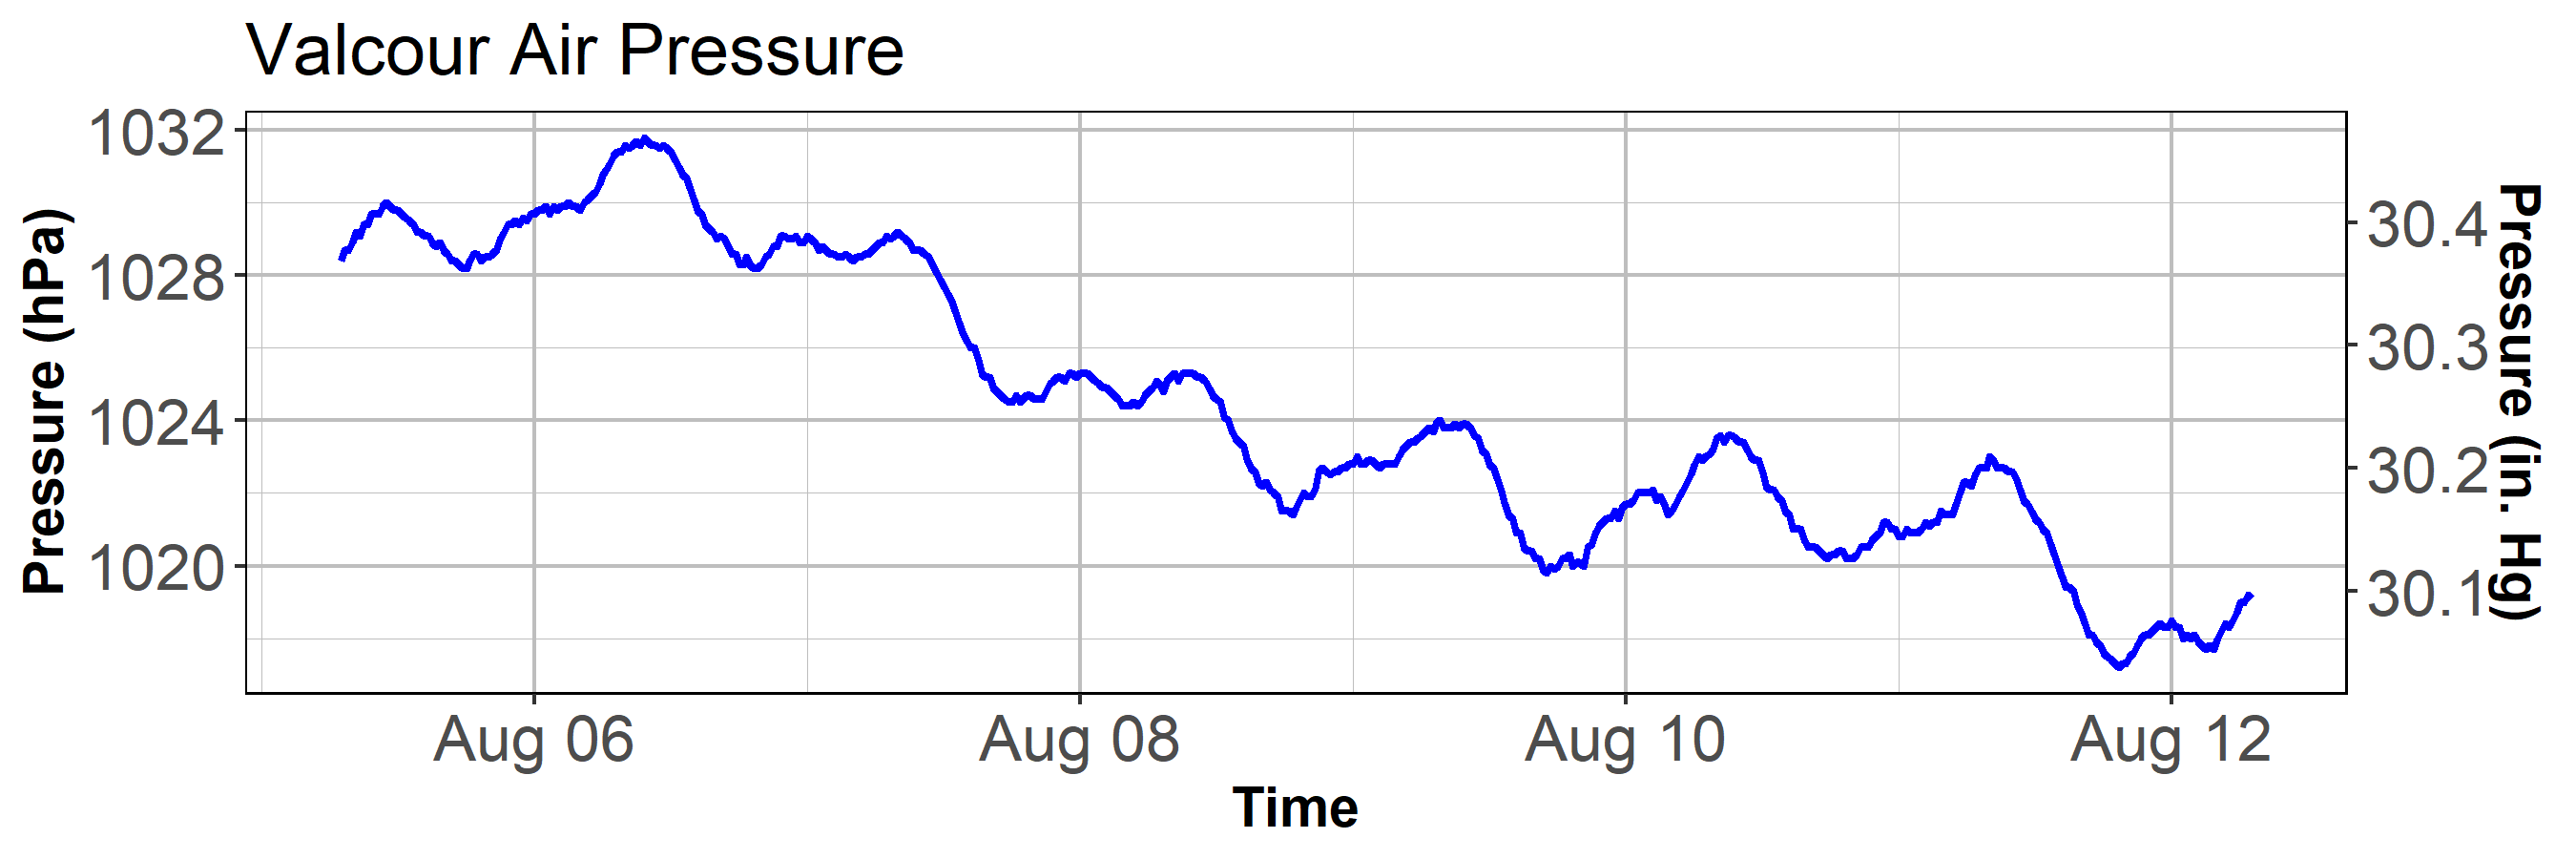 Valcour Air Pressure
1032
1028
1024
1020
Pressure (hPa)
30.4
30.3
30.2
30.1
Pressure (in. Hg)
Aug 06
Aug 08
Aug 10
Aug 12
Time